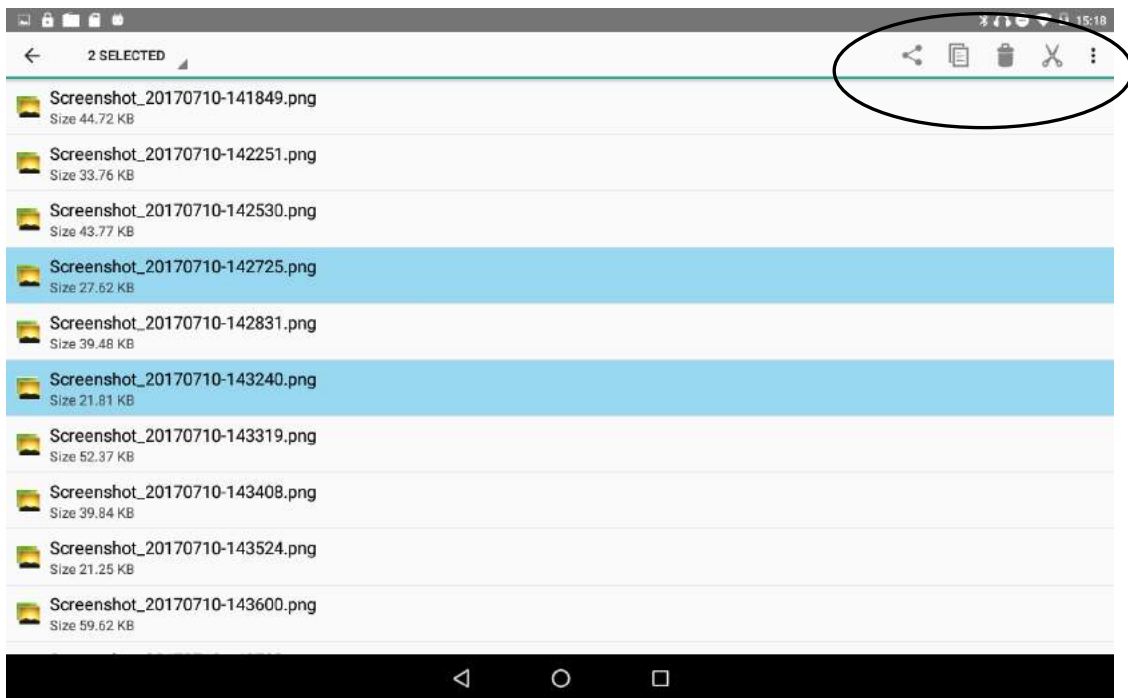 15:18
2 SELECTED
Screenshot_20170710-141849.png
Size 44.72 KB
Screenshot_20170710-142251.png
Size 33.76 KB
Screenshot_20170710-142530.png
Size 43.77 KB
Screenshot_20170710-142725.png
Size 27.62 KB
Screenshot_20170710-142831.png
Size 39.48 KB
Screenshot_20170710-143240.png
Size 21.81 KB
Screenshot_20170710-143319.png
Size 52.37 KB
Screenshot_20170710-143408.png
Size 39.84 KB
Screenshot_20170710-143524.png
Size 21.25 KB
Screenshot_20170710-143600.png
Size 59.62 KB